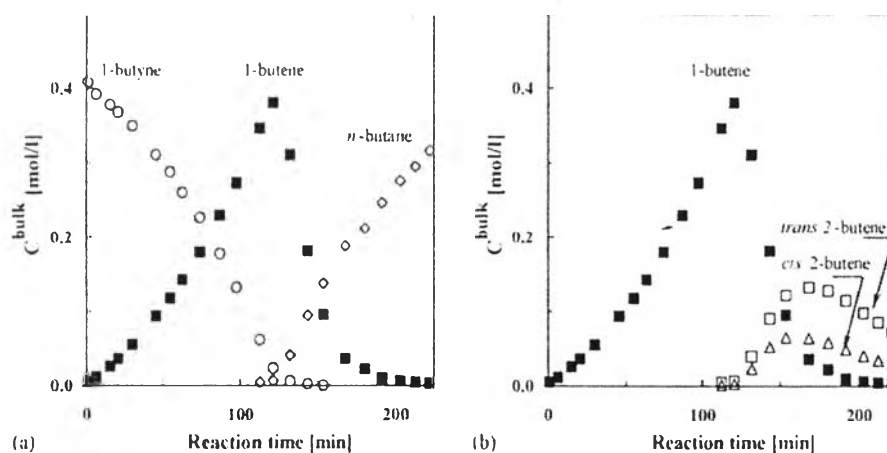 1-butyne
1-butene
n-butane
0.4
0.2
0.0
C bulk [mol/l]
0
100
200
(a)
Reaction time [min]
1-butene
trans 2-butene
cis 2-butene
0.4
0.2
0.0
C bulk [mol/l]
0
100
200
(b)
Reaction time [min]